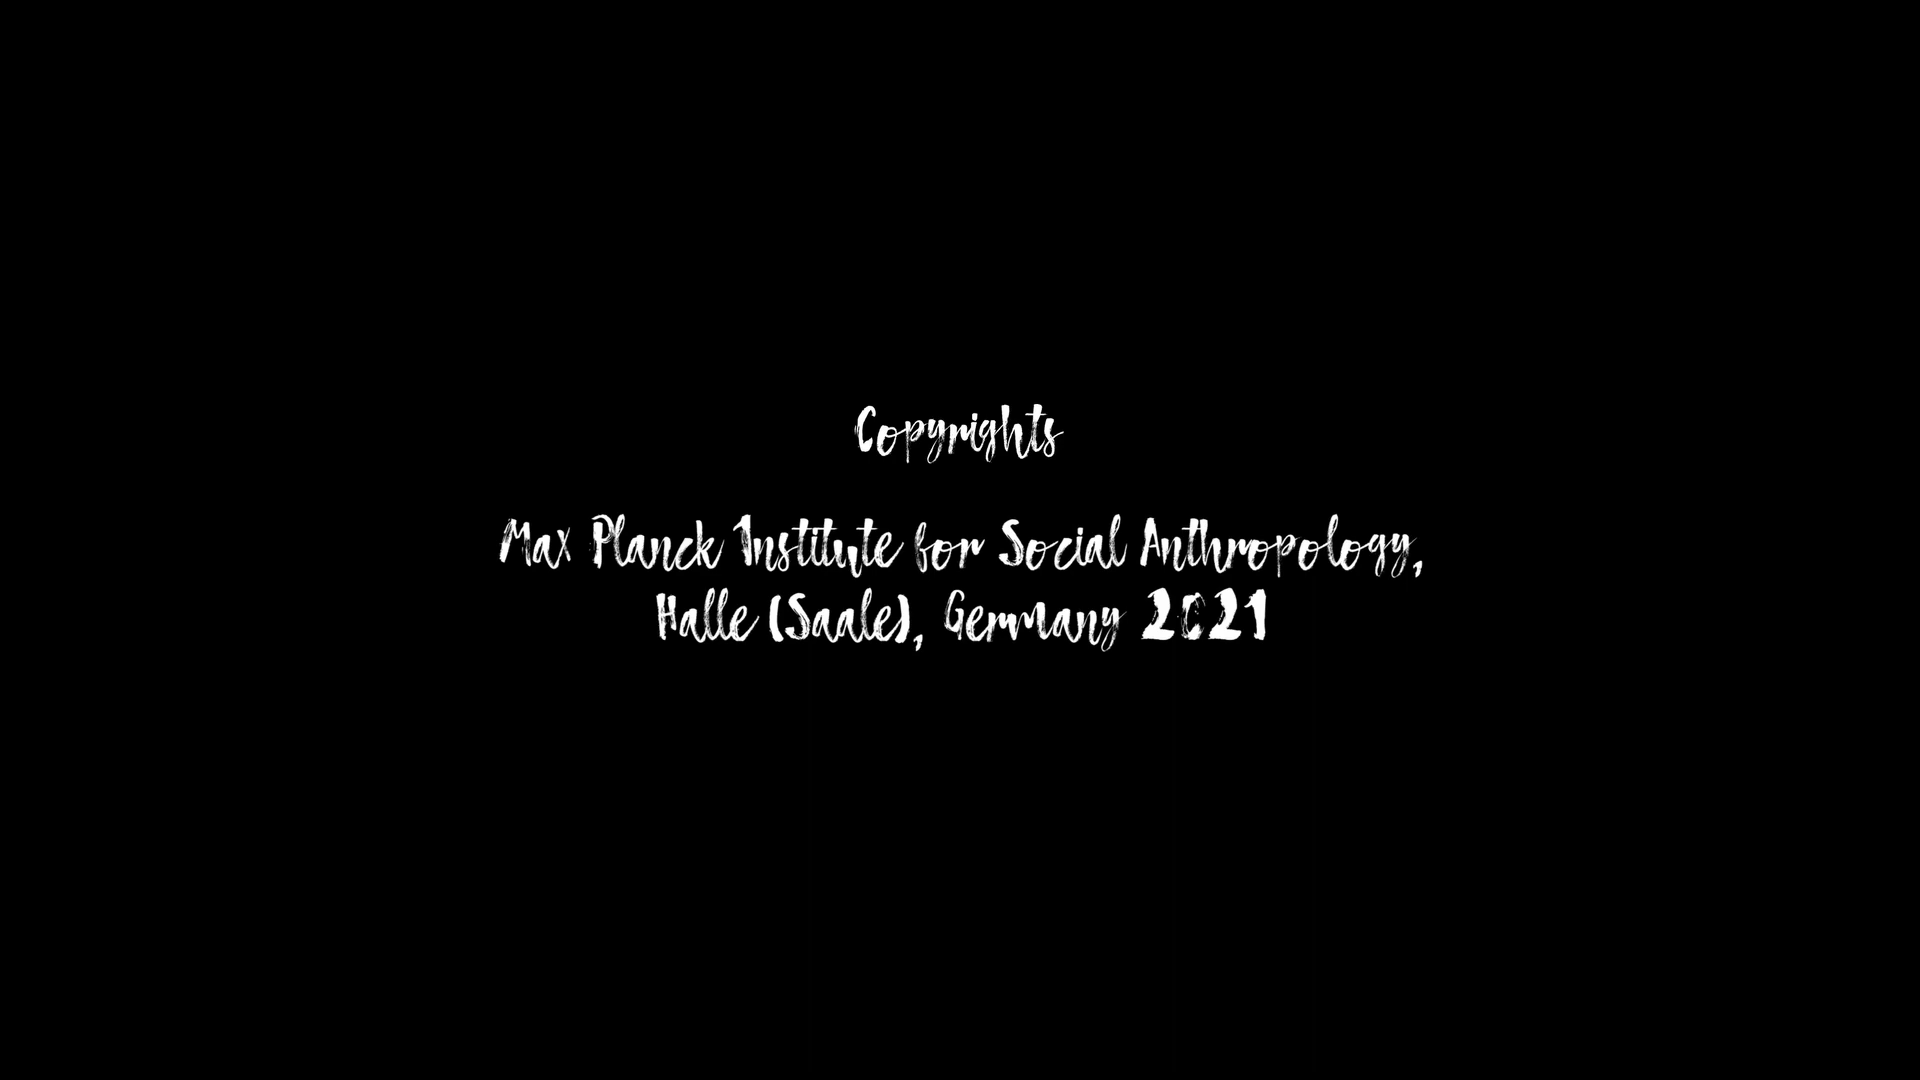 Copyrights
Max Planck Institute for Social Anthropology,
Halle (Saale), Germany 2021